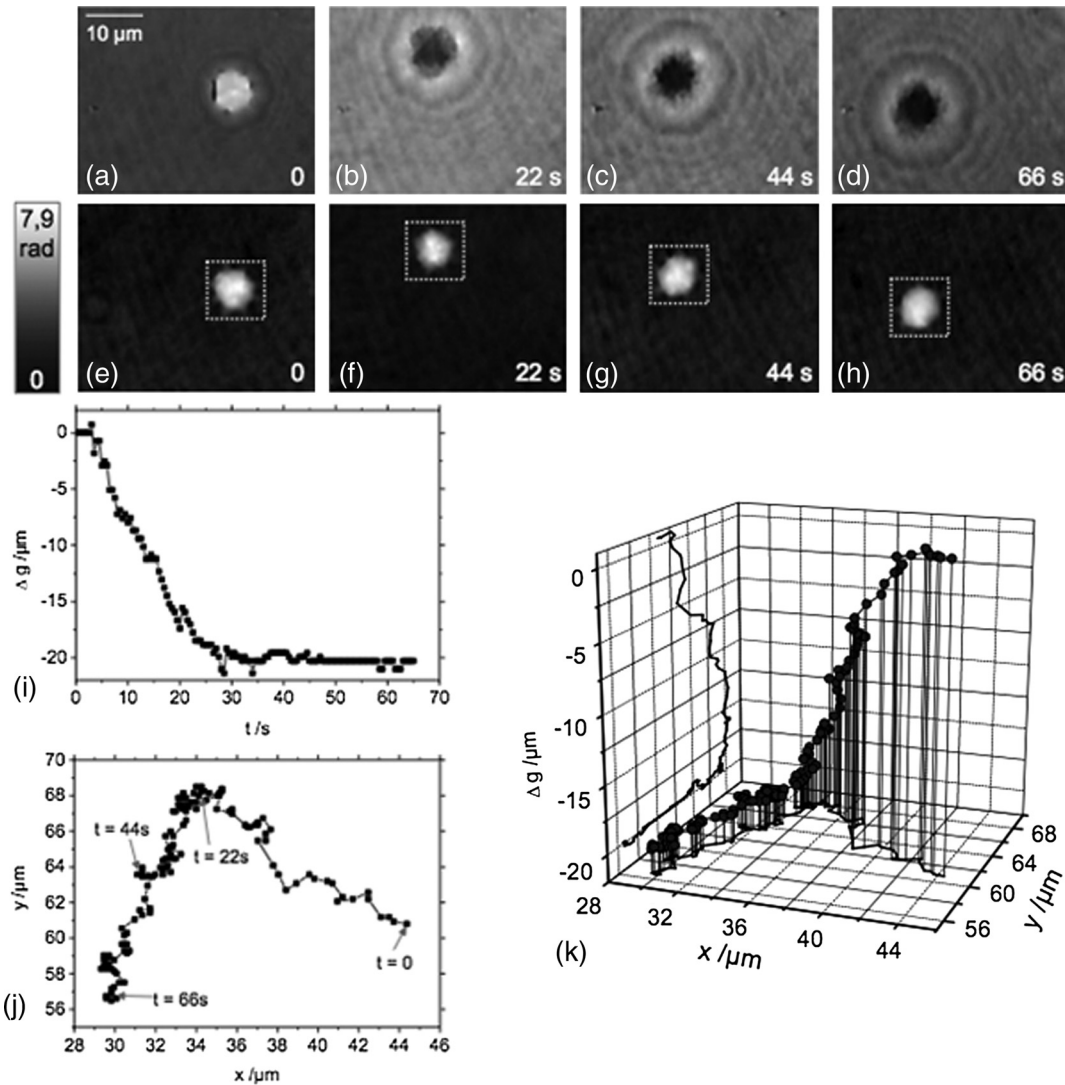 10 µm
(a) 0
(b) 22 s
(c) 44 s
(d) 66 s
7,9
rad
0
(e) 0
(f) 22 s
(g) 44 s
(h) 66 s
0
-5
-10
-15
-20
Δ g /µm
0 10 20 30 40 50 60 70
t /s
(i)
70
68
66
64
62
60
58
56
y /µm
t = 44s
t = 22s
t = 0
t = 66s
28 30 32 34 36 38 40 42 44 46
x /µm
(j)
0
-5
-10
-15
-20
Δ g /µm
28 32 36 40 44
x /µm
56 60 64 68
y /µm
(k)